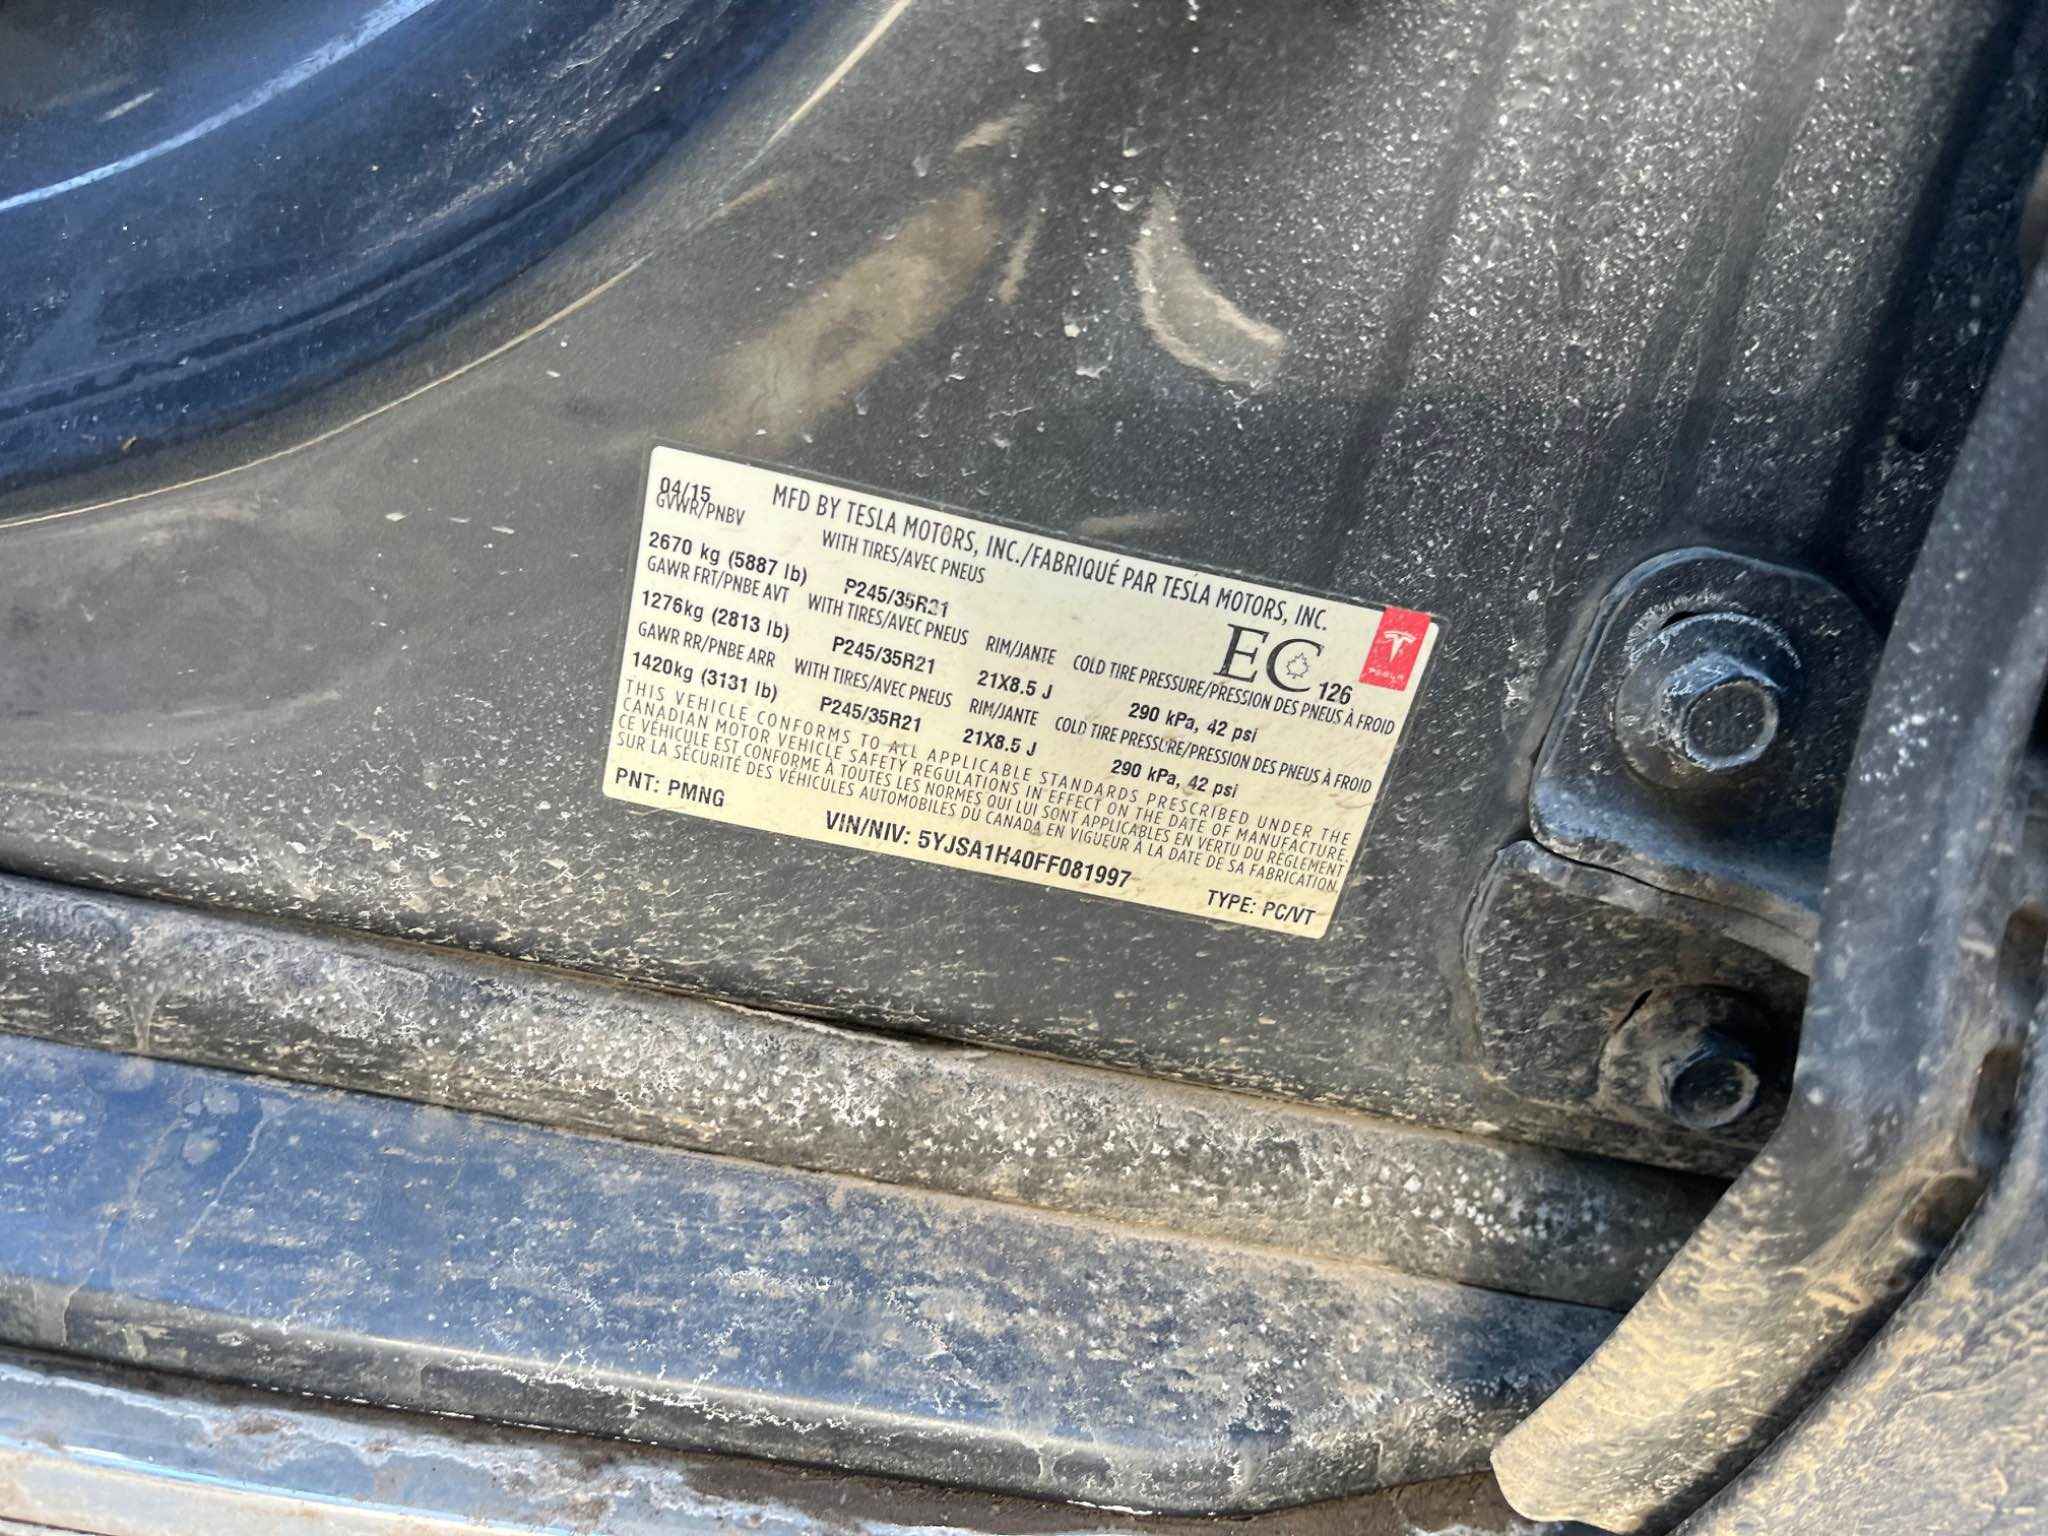 04/15 MFD BY TESLA MOTORS, INC./FABRIQUÉ PAR TESLA MOTORS, INC.
GVWR/PNBV WITH TIRES/AVEC PNEUS
2670 kg (5887 lb) P245/35R21
EC 126
TESLA
GAWR FRT/PNBE AVT WITH TIRES/AVEC PNEUS RIM/JANTE COLD TIRE PRESSURE/PRESSION DES PNEUS À FROID
1276kg (2813 lb) P245/35R21 21X8.5 J 290 kPa, 42 psi
GAWR RR/PNBE ARR WITH TIRES/AVEC PNEUS RIM/JANTE COLD TIRE PRESSURE/PRESSION DES PNEUS À FROID
1420kg (3131 lb) P245/35R21 21X8.5 J 290 kPa, 42 psi
THIS VEHICLE CONFORMS TO ALL APPLICABLE STANDARDS PRESCRIBED UNDER THE
CANADIAN MOTOR VEHICLE SAFETY REGULATIONS IN EFFECT ON THE DATE OF MANUFACTURE.
CE VÉHICULE EST CONFORME À TOUTES LES NORMES QUI LUI SONT APPLICABLES EN VERTU DU RÈGLEMENT
SUR LA SÉCURITÉ DES VÉHICULES AUTOMOBILES DU CANADA EN VIGUEUR À LA DATE DE SA FABRICATION.
PNT: PMNG VIN/NIV: 5YJSA1H40FF081997 TYPE: PC/VT